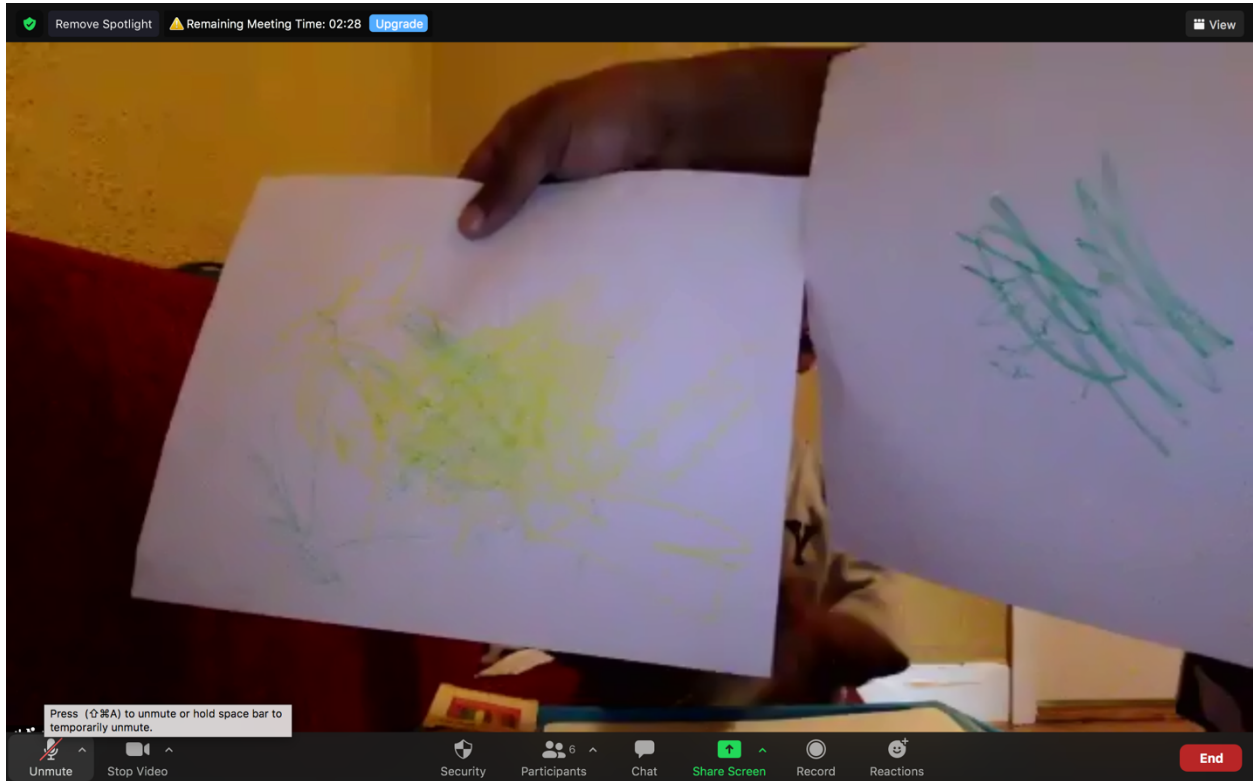 Remove Spotlight
Remaining Meeting Time: 02:28 Upgrade
View
Y
Press (⇧⌘A) to unmute or hold space bar to
temporarily unmute.
Unmute
Stop Video
Security
6
Participants
Chat
Share Screen
Record
Reactions
End